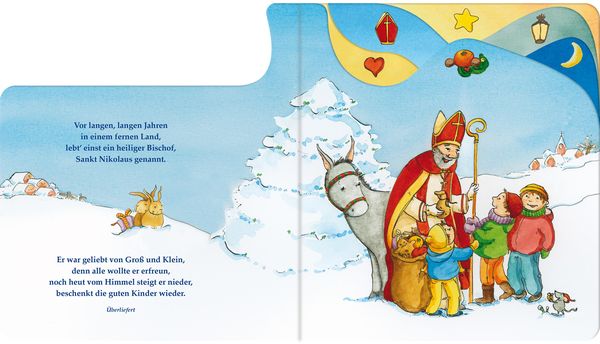 Vor langen, langen Jahren
in einem fernen Land,
lebt' einst ein heiliger Bischof,
Sankt Nikolaus genannt.
Er war geliebt von Groß und Klein,
denn alle wollte er erfreun,
noch heut vom Himmel steigt er nieder,
beschenkt die guten Kinder wieder.
Überliefert